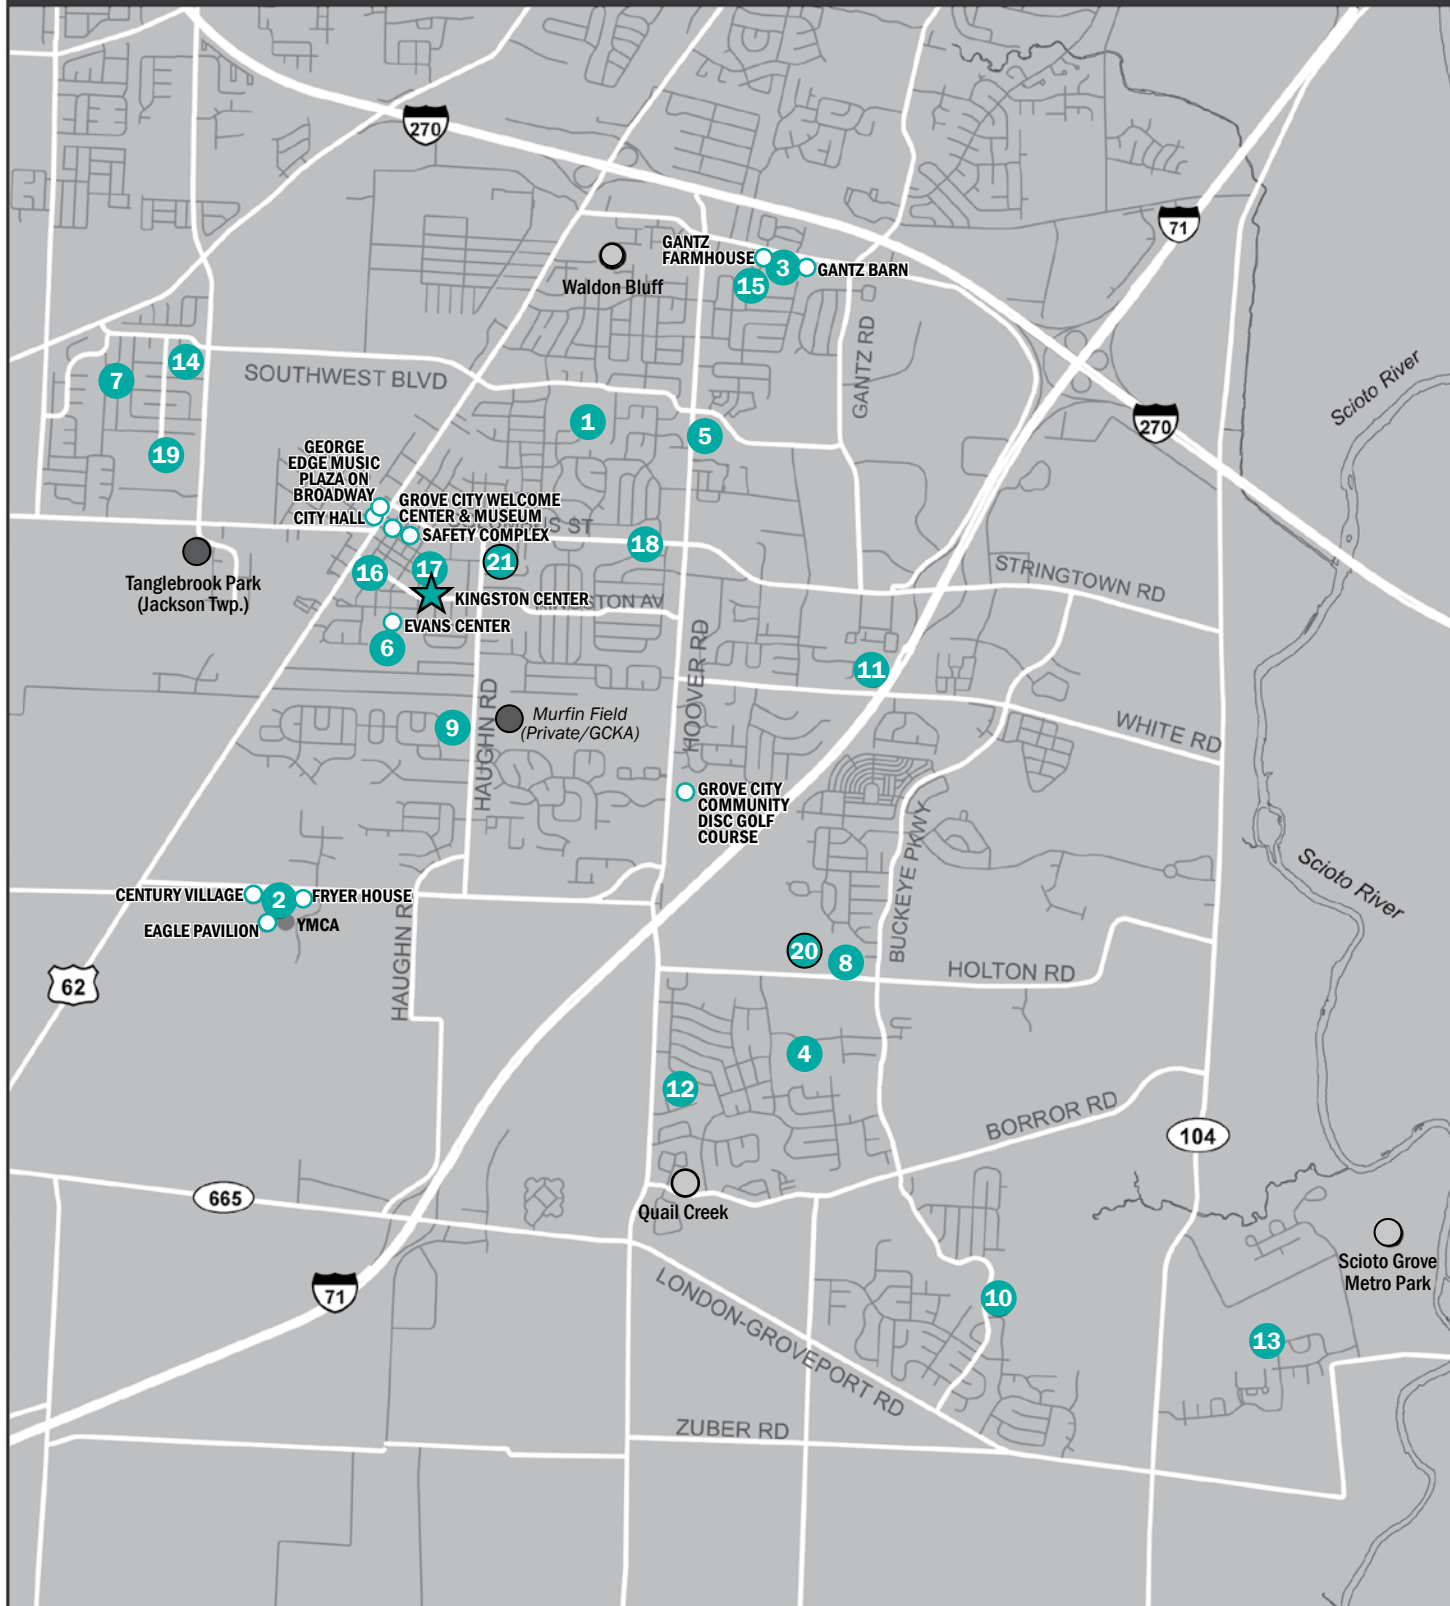 270
71
GANTZ
FARMHOUSE
3
GANTZ BARN
15
Waldon Bluff
GANTZ RD
14
7
SOUTHWEST BLVD
Scioto River
270
1
5
19
GEORGE
EDGE MUSIC
PLAZA ON
BROADWAY
CITY HALL
GROVE CITY WELCOME
CENTER & MUSEUM
COLUMBUS ST
SAFETY COMPLEX
18
21
16
17
Tanglebrook Park
(Jackson Twp.)
STRINGTOWN RD
KINGSTON CENTER
KINGSTON AV
EVANS CENTER
6
HOOVER RD
11
9
HAUGHN RD
Murfin Field
(Private/GCKA)
WHITE RD
GROVE CITY
COMMUNITY
DISC GOLF
COURSE
BUCKEYE PKWY
Scioto River
CENTURY VILLAGE
2
FRYER HOUSE
EAGLE PAVILION
YMCA
HAUGHN R
20
8
HOLTON RD
62
4
12
BORROR RD
104
665
Quail Creek
Scioto Grove
Metro Park
71
LONDON-GROVEPORT RD
10
13
ZUBER RD